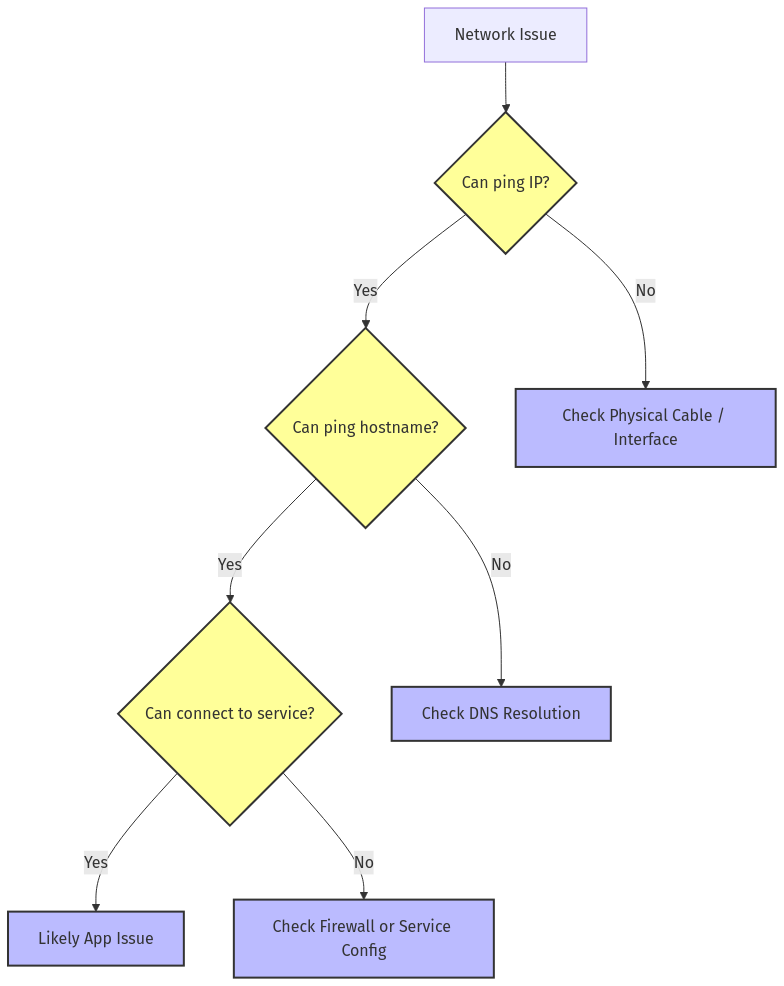 Network Issue
Can ping IP?
Yes
No
Can ping hostname?
Check Physical Cable /
Interface
Yes
No
Can connect to service?
Check DNS Resolution
Yes
No
Likely App Issue
Check Firewall or Service
Config